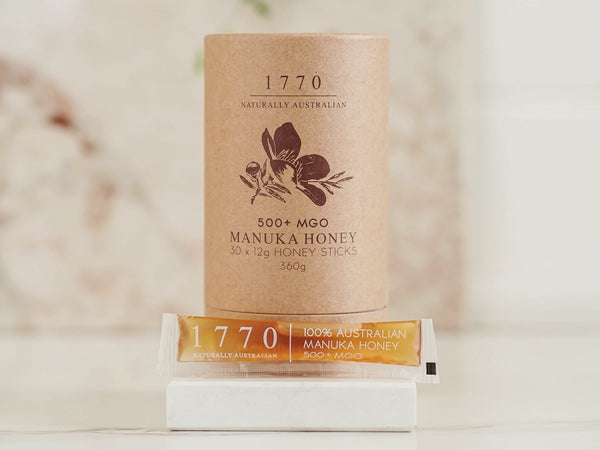 1770
NATURALLY AUSTRALIAN
500+ MGO
MANUKA HONEY
30 x 12g HONEY STICKS
360g
1770
NATURALLY AUSTRALIAN
100% AUSTRALIAN
MANUKA HONEY
500+ MGO